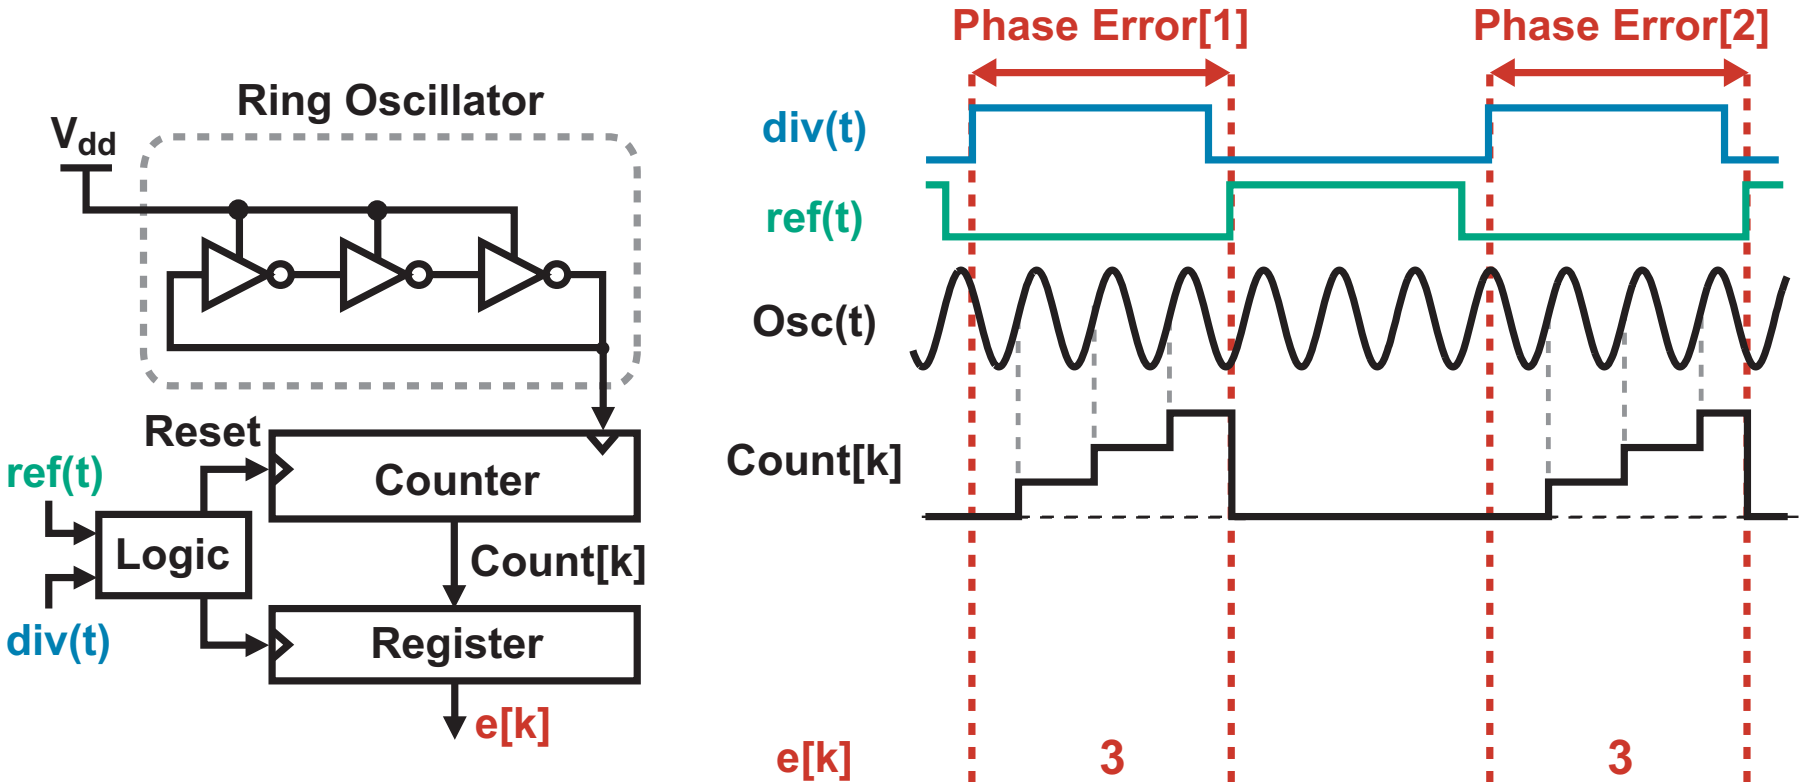 Ring Oscillator
Vdd
Reset
ref(t)
Counter
Logic
Count[k]
div(t)
Register
e[k]
Phase Error[1]
Phase Error[2]
div(t)
ref(t)
Osc(t)
Count[k]
e[k]
3
3